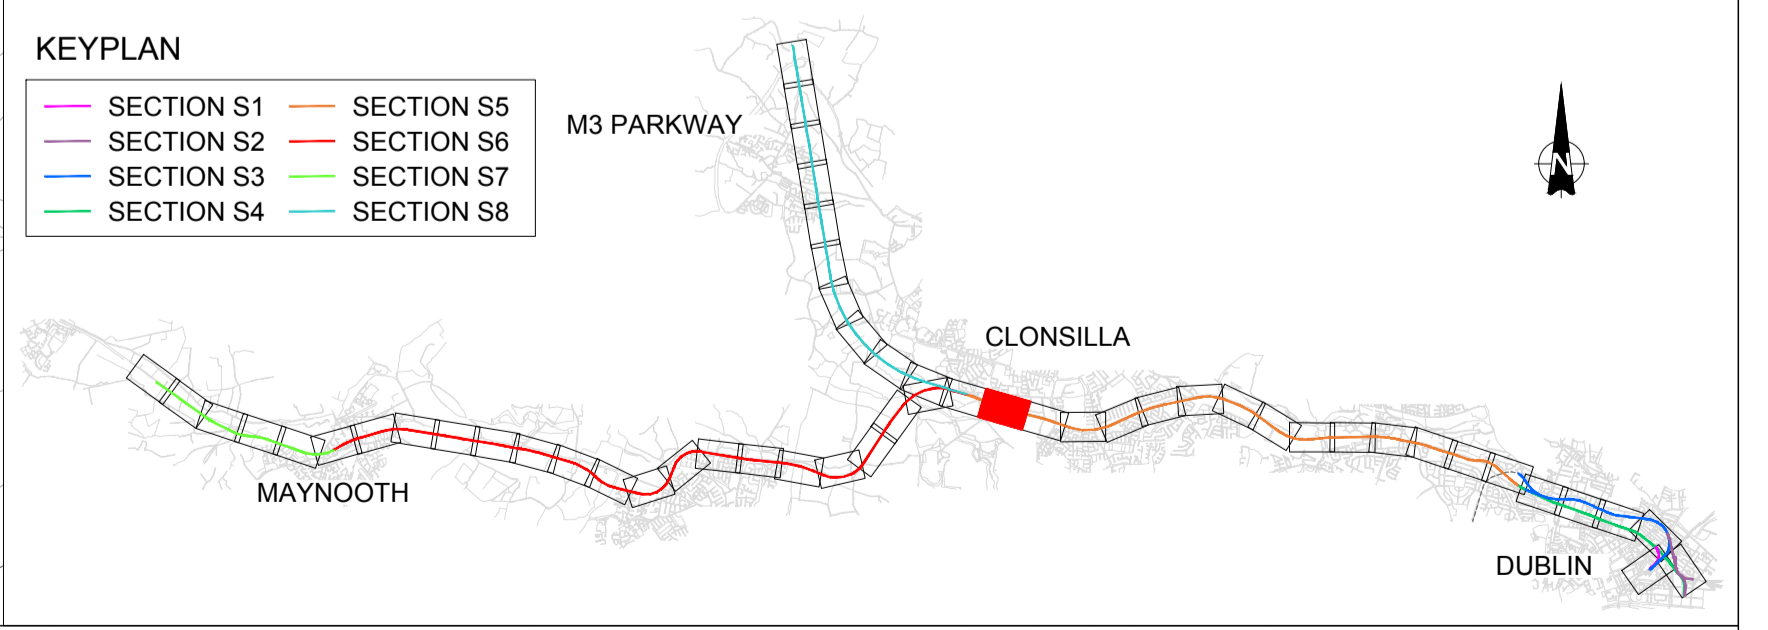 KEYPLAN
SECTION S1 SECTION S5
SECTION S2 SECTION S6
SECTION S3 SECTION S7
SECTION S4 SECTION S8
M3 PARKWAY
N
CLONSILLA
MAYNOOTH
DUBLIN